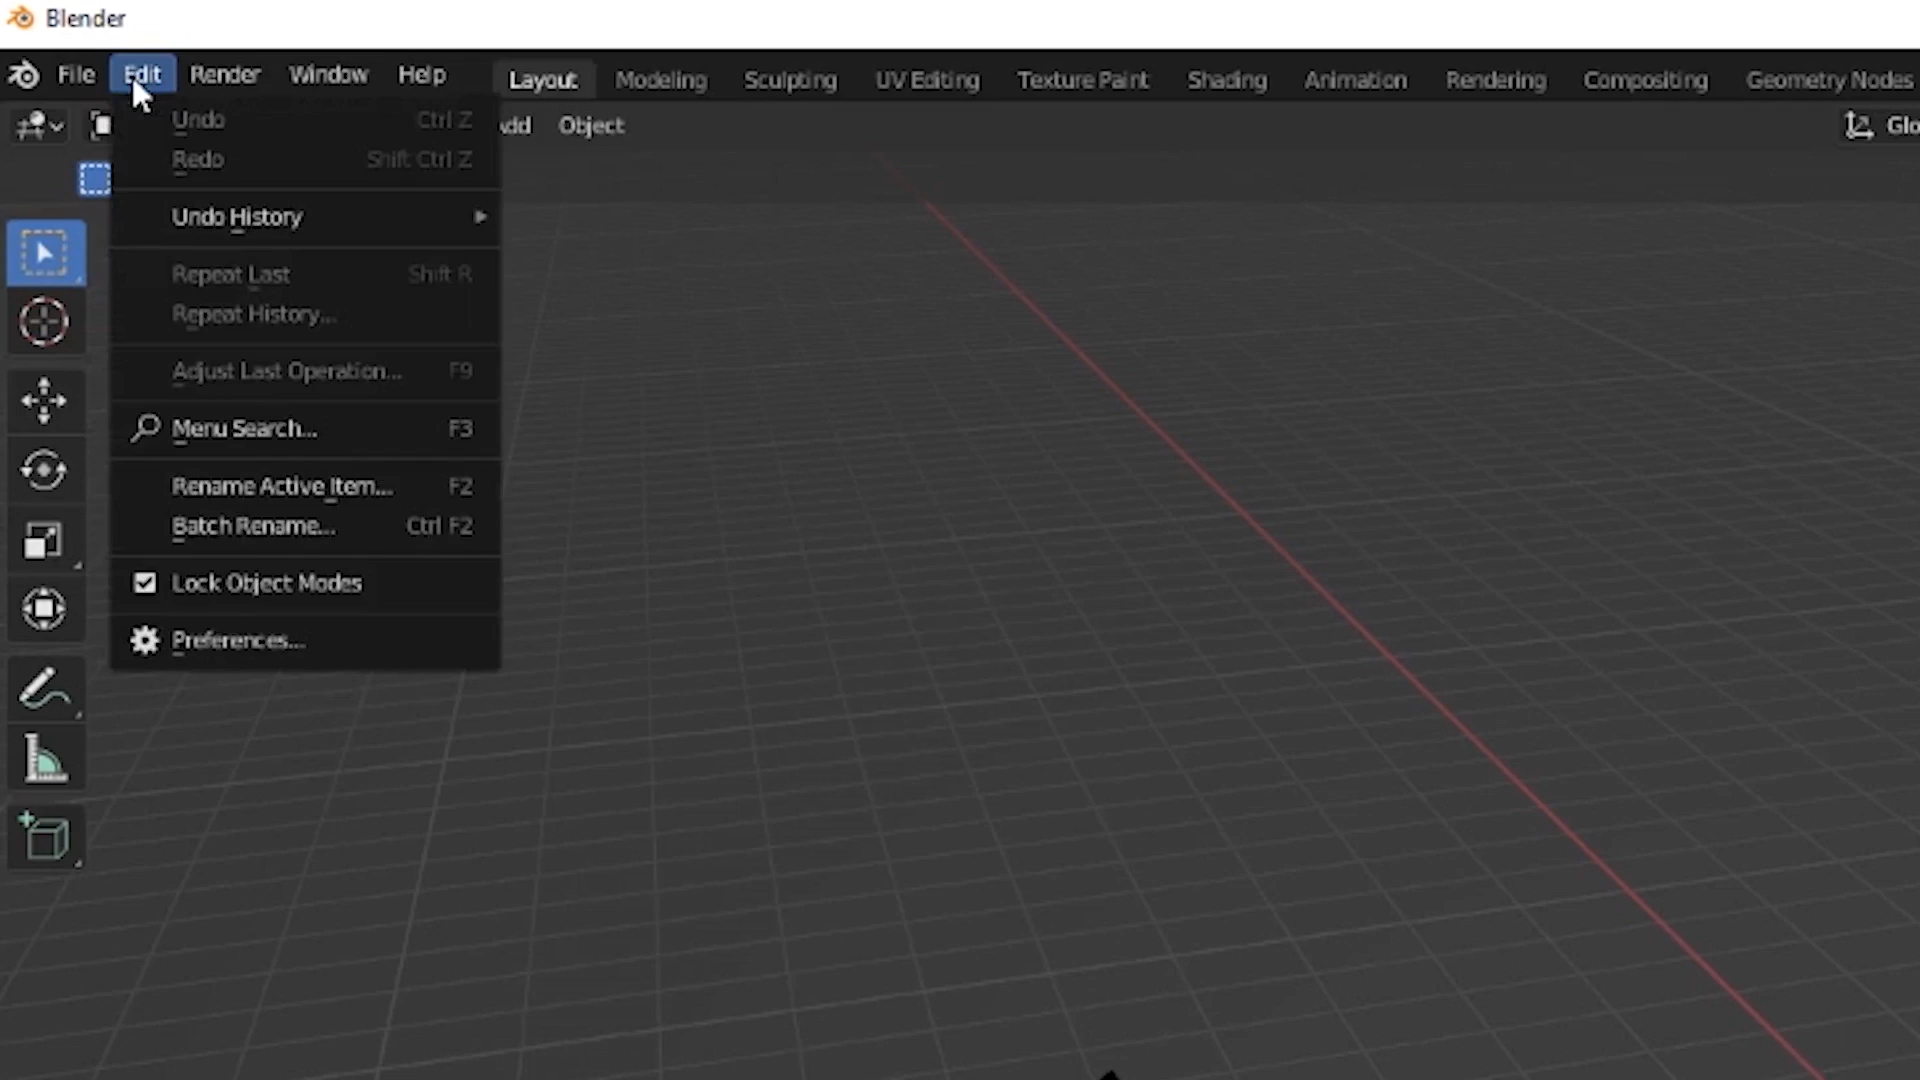 Blender
File Edit Render Window Help Layout Modeling Sculpting UV Editing Texture Paint Shading Animation Rendering Compositing Geometry Nodes
Object
Undo Ctrl Z
Redo Shift Ctrl Z
Undo History
Repeat Last Shift R
Repeat History...
Adjust Last Operation... F9
Menu Search... F3
Rename Active Item... F2
Batch Rename... Ctrl F2
Lock Object Modes
Preferences...